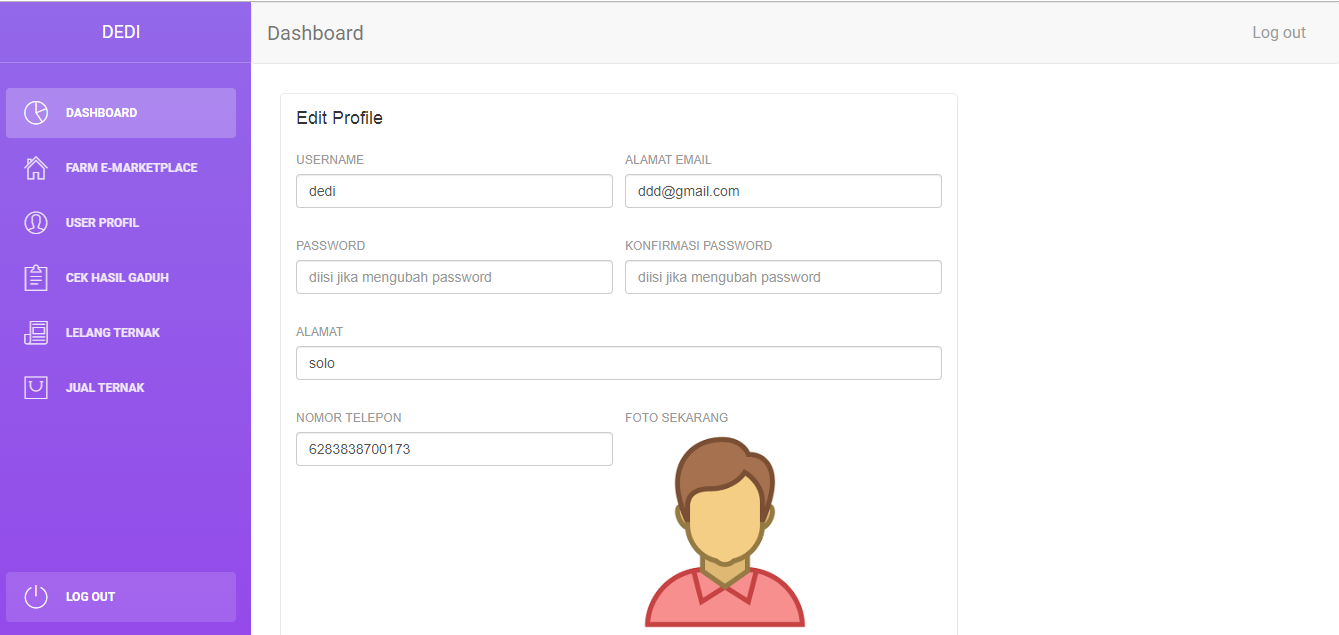 DEDI
Dashboard
Log out
DASHBOARD
FARM E-MARKETPLACE
USER PROFIL
CEK HASIL GADUH
LELANG TERNAK
JUAL TERNAK
LOG OUT
Edit Profile
USERNAME
ALAMAT EMAIL
dedi
ddd@gmail.com
PASSWORD
KONFIRMASI PASSWORD
diisi jika mengubah password
diisi jika mengubah password
ALAMAT
solo
NOMOR TELEPON
FOTO SEKARANG
6283838700173